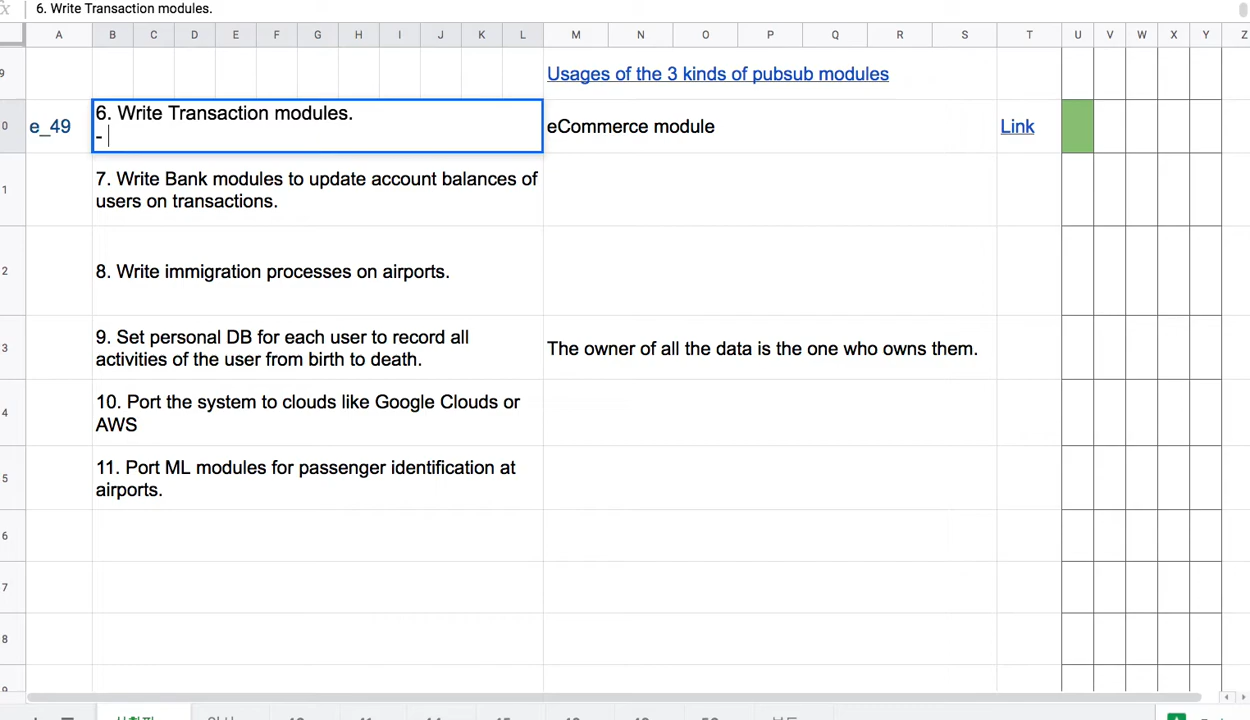 6. Write Transaction modules.
A B C D E F G H I J K L M N O P Q R S T U V W X Y Z
9 Usages of the 3 kinds of pubsub modules
0 e_49 6. Write Transaction modules. eCommerce module Link
-
1 7. Write Bank modules to update account balances of
users on transactions.
2 8. Write immigration processes on airports.
3 9. Set personal DB for each user to record all
activities of the user from birth to death. The owner of all the data is the one who owns them.
4 10. Port the system to clouds like Google Clouds or
AWS
5 11. Port ML modules for passenger identification at
airports.
6
7
8
9